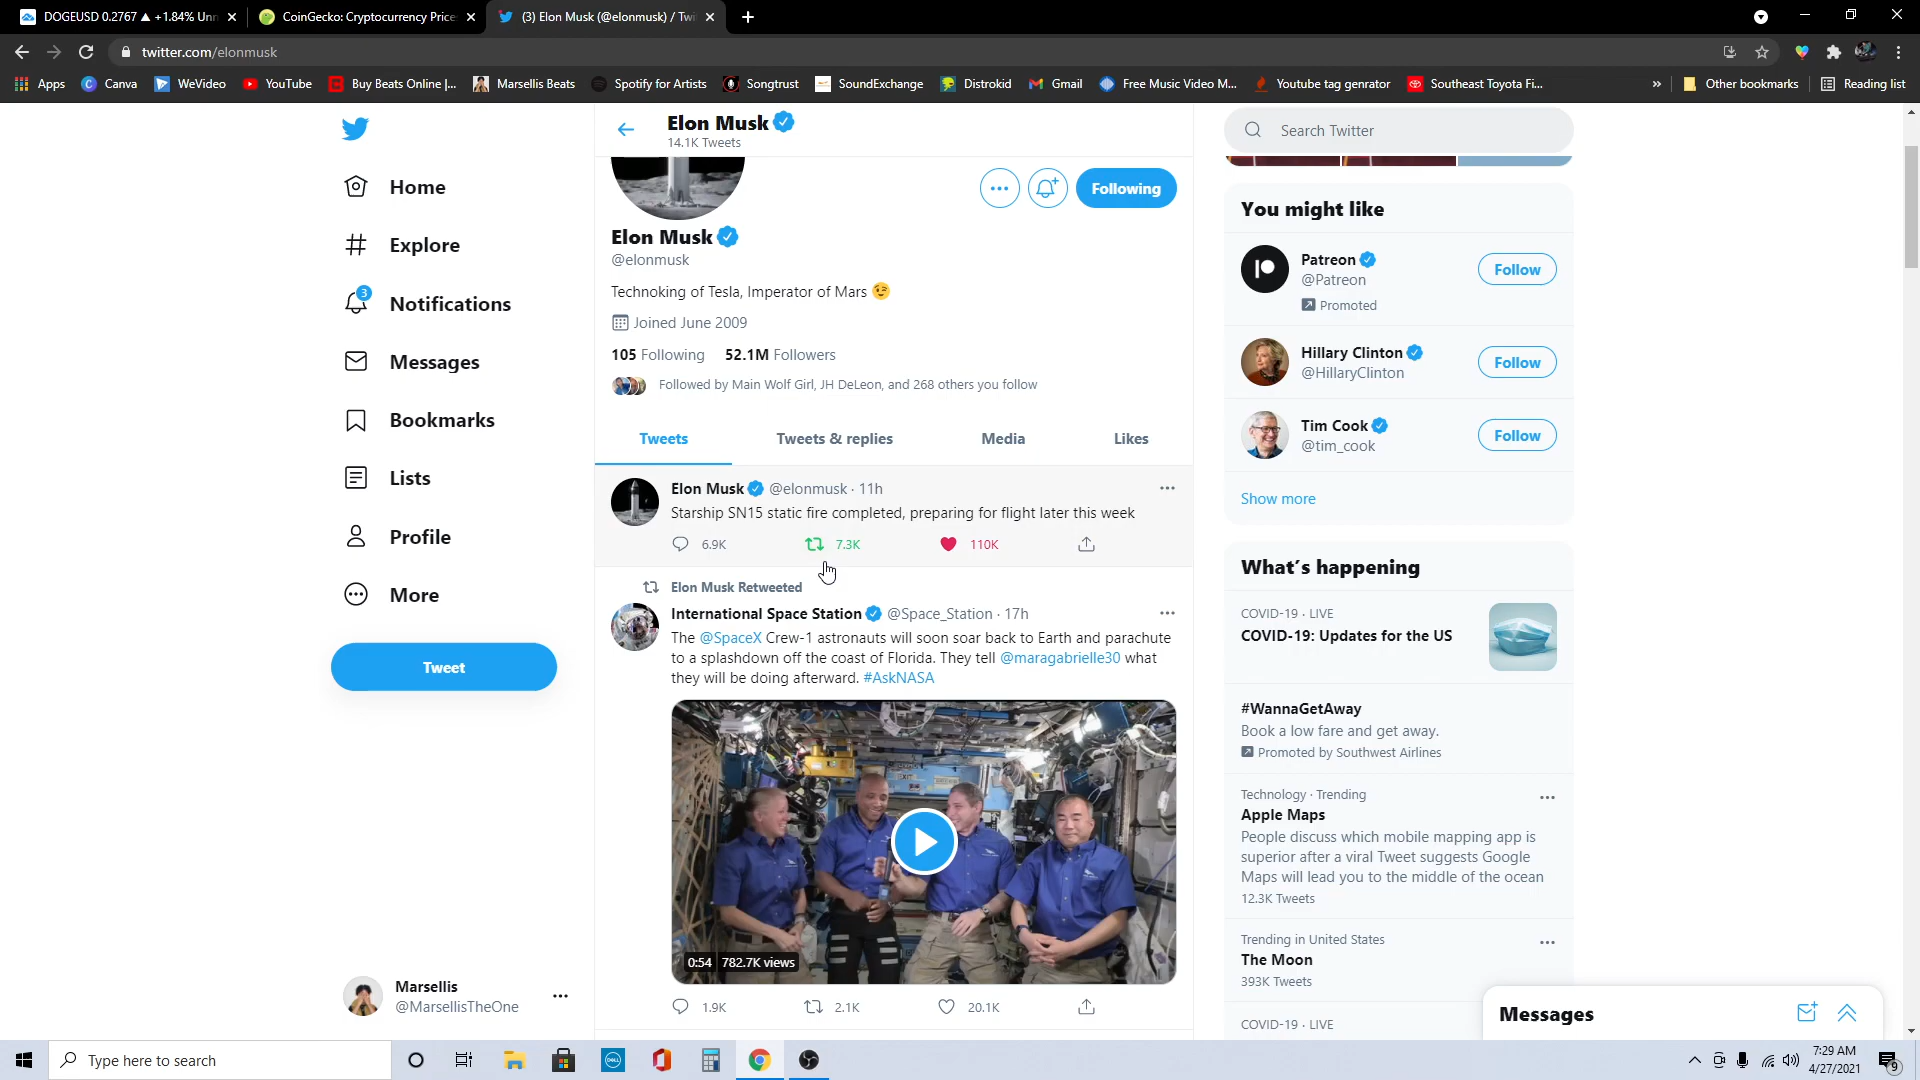 DOGEUSD 0.2767 ▲ +1.84% Unn
CoinGecko: Cryptocurrency Price
(3) Elon Musk (@elonmusk) / Twi
twitter.com/elonmusk
Apps
Canva
WeVideo
YouTube
Buy Beats Online |...
Marsellis Beats
Spotify for Artists
Songtrust
SoundExchange
Distrokid
Gmail
Free Music Video M...
Youtube tag genrator
Southeast Toyota Fi...
»
Other bookmarks
Reading list
Home
Explore
3
Notifications
Messages
Bookmarks
Lists
Profile
More
Tweet
Marsellis
@MarsellisTheOne
Elon Musk
14.1K Tweets
Following
Elon Musk
@elonmusk
Technoking of Tesla, Imperator of Mars 😉
Joined June 2009
105 Following 52.1M Followers
Followed by Main Wolf Girl, JH DeLeon, and 268 others you follow
Tweets
Tweets & replies
Media
Likes
Elon Musk @elonmusk · 11h
Starship SN15 static fire completed, preparing for flight later this week
6.9K 7.3K 110K
Elon Musk Retweeted
International Space Station @Space_Station · 17h
The @SpaceX Crew-1 astronauts will soon soar back to Earth and parachute
to a splashdown off the coast of Florida. They tell @maragabrielle30 what
they will be doing afterward. #AskNASA
EXIT
0:54 782.7K views
1.9K 2.1K 20.1K
Search Twitter
You might like
Patreon
@Patreon
Promoted
Follow
Hillary Clinton
@HillaryClinton
Follow
Tim Cook
@tim_cook
Follow
Show more
What's happening
COVID-19 · LIVE
COVID-19: Updates for the US
#WannaGetAway
Book a low fare and get away.
Promoted by Southwest Airlines
Technology · Trending
Apple Maps
People discuss which mobile mapping app is
superior after a viral Tweet suggests Google
Maps will lead you to the middle of the ocean
12.3K Tweets
Trending in United States
The Moon
393K Tweets
COVID-19 · LIVE
Messages
Type here to search
DELL
7:29 AM
4/27/2021
9